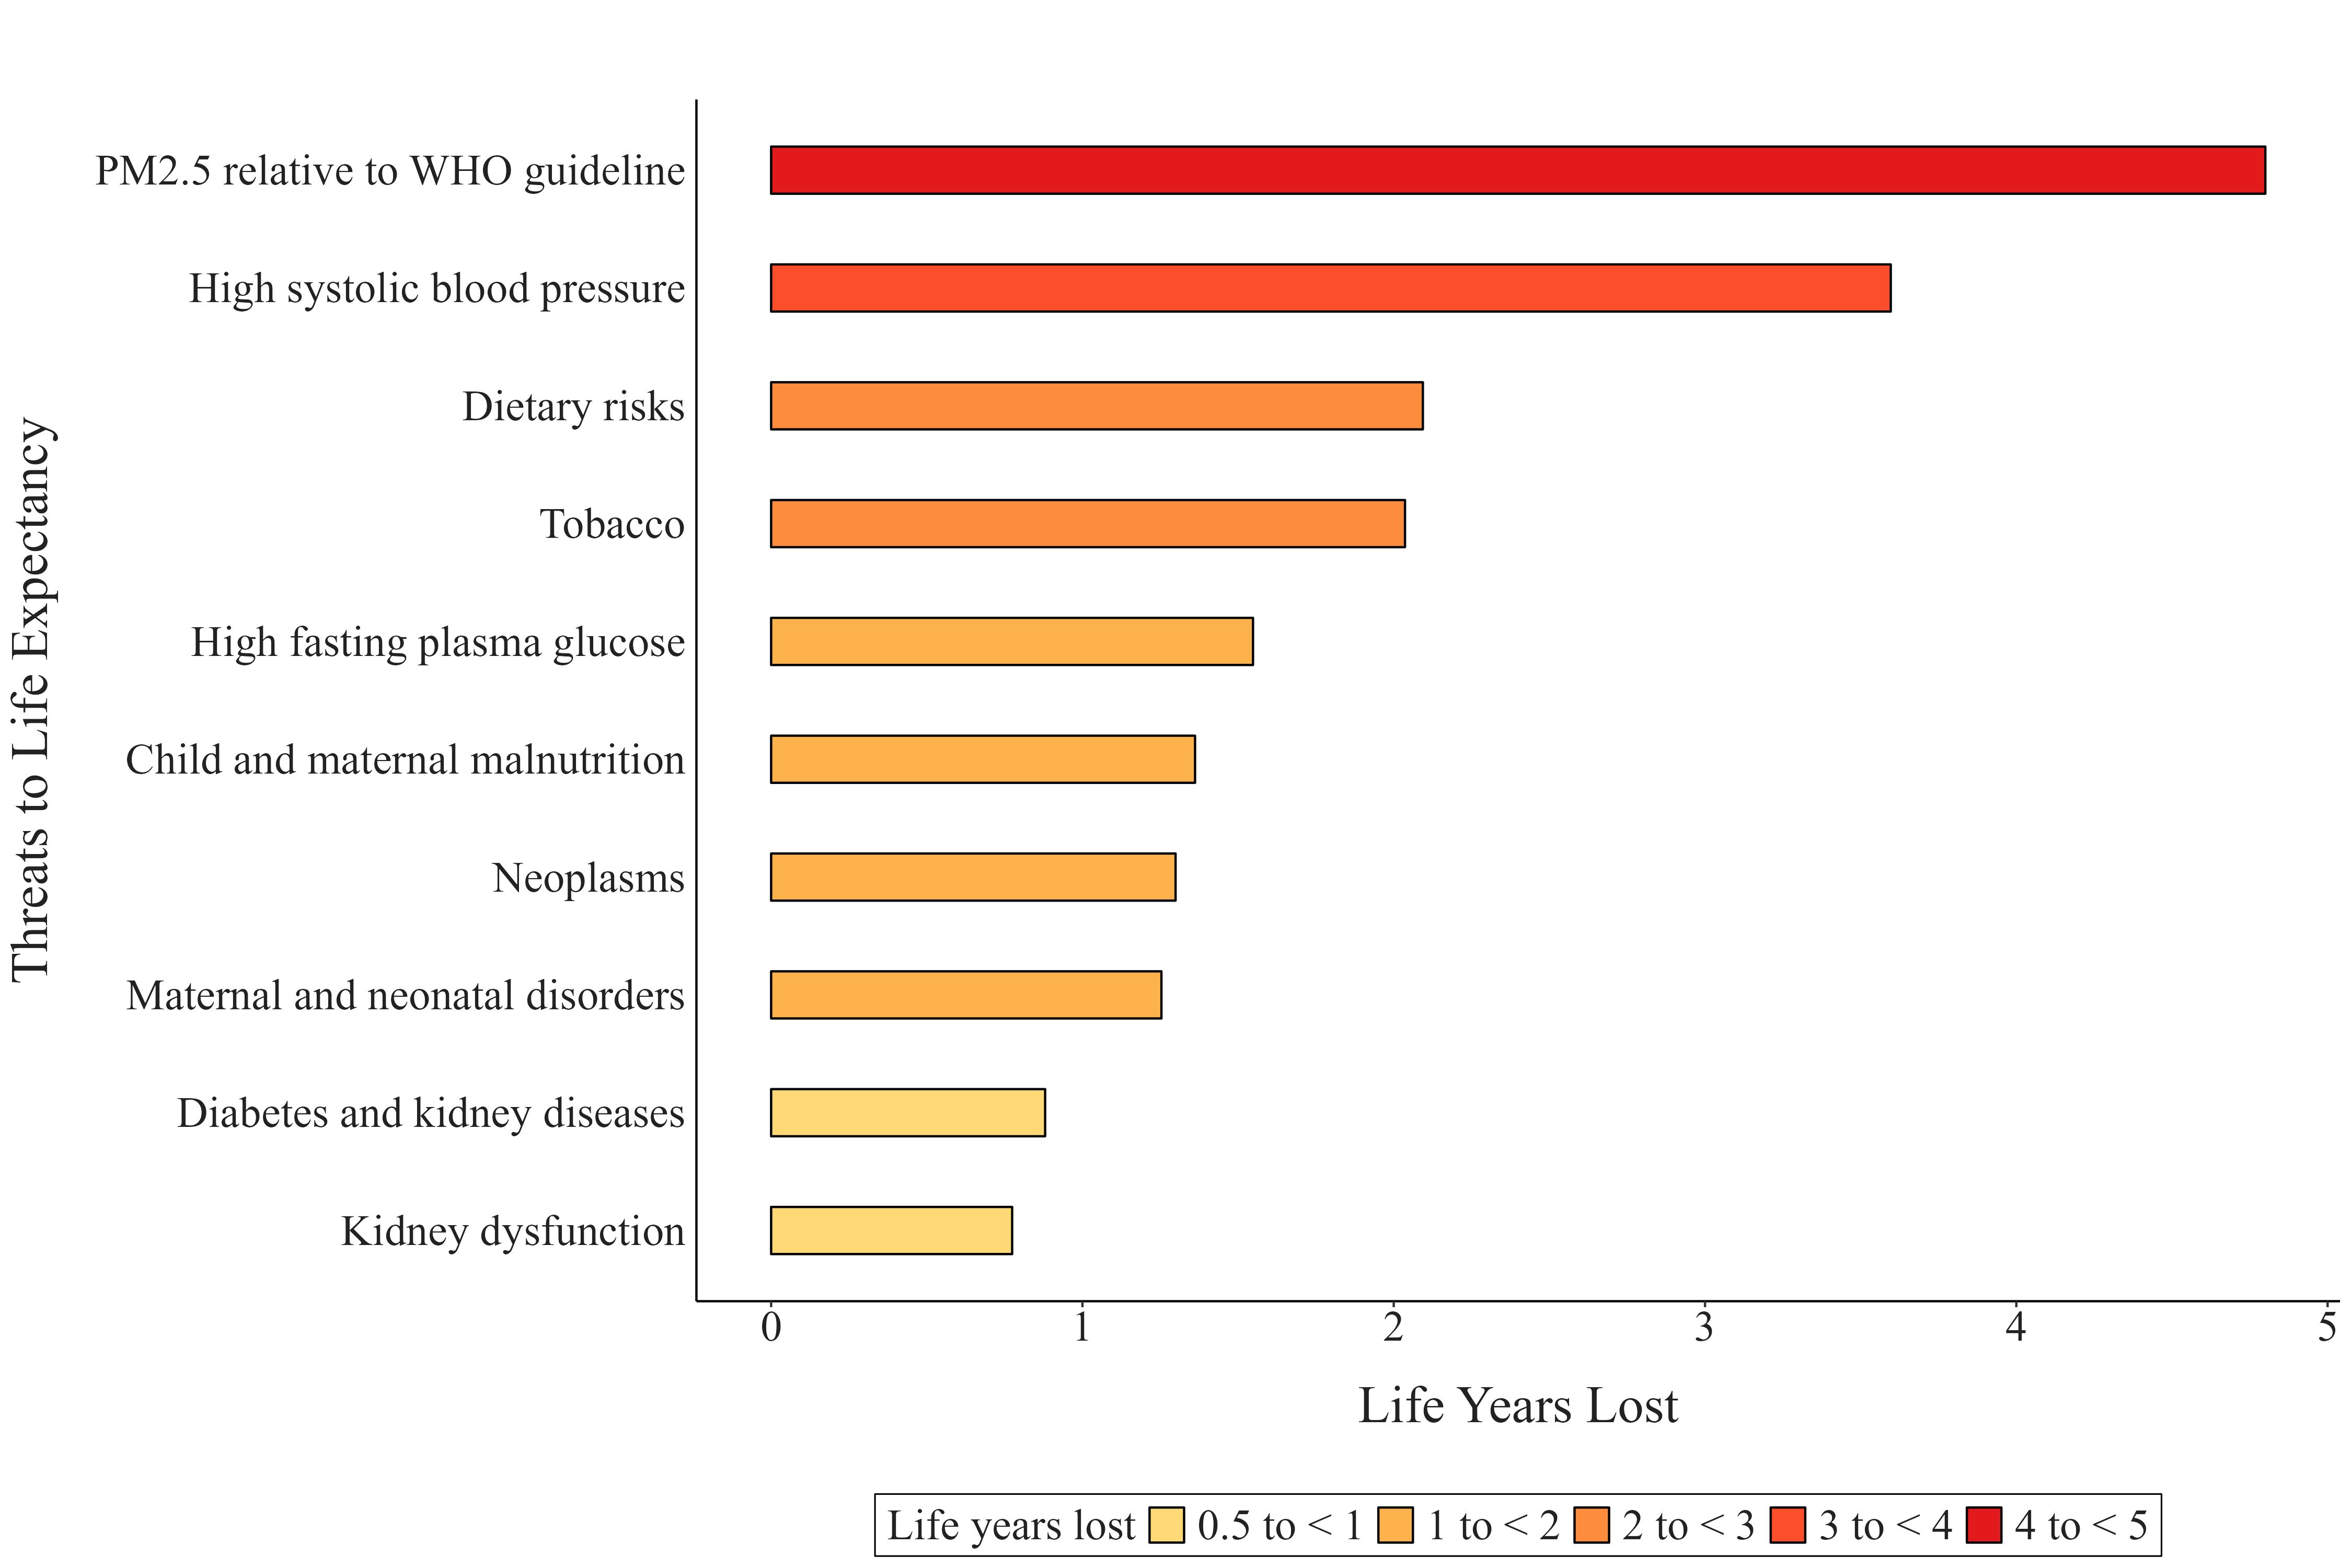 PM2.5 relative to WHO guideline
High systolic blood pressure
Dietary risks
Tobacco
High fasting plasma glucose
Child and maternal malnutrition
Neoplasms
Maternal and neonatal disorders
Diabetes and kidney diseases
Kidney dysfunction
Threats to Life Expectancy
0 1 2 3 4 5
Life Years Lost
Life years lost 0.5 to < 1 1 to < 2 2 to < 3 3 to < 4 4 to < 5